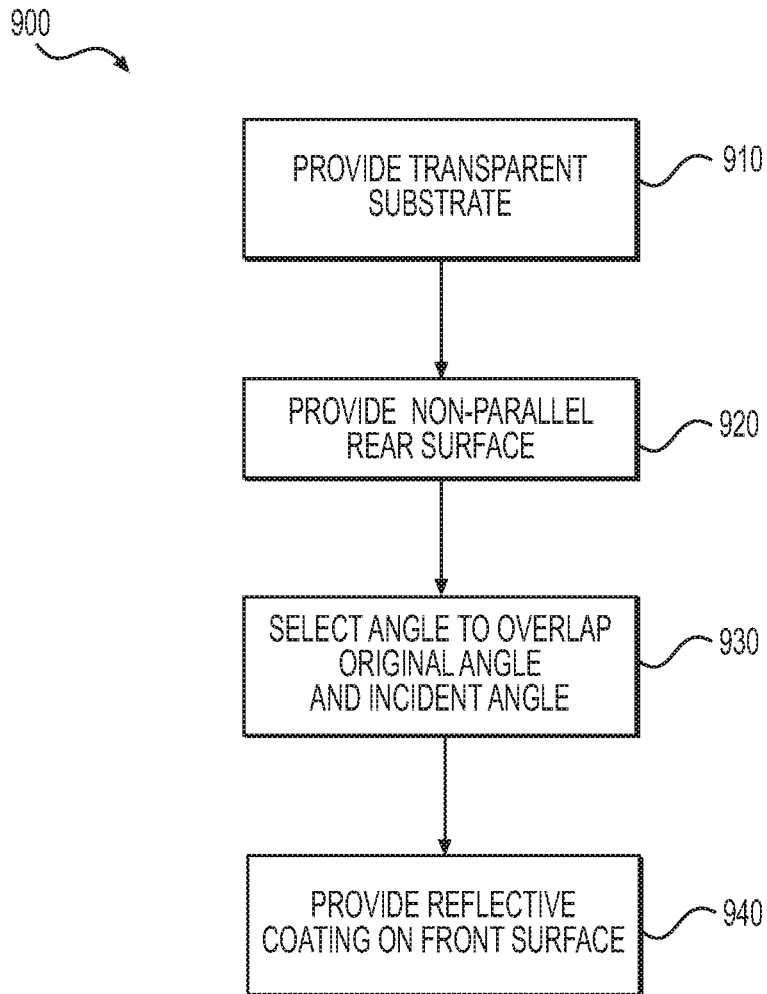 900
PROVIDE TRANSPARENT
SUBSTRATE
910
PROVIDE NON-PARALLEL
REAR SURFACE
920
SELECT ANGLE TO OVERLAP
ORIGINAL ANGLE
AND INCIDENT ANGLE
930
PROVIDE REFLECTIVE
COATING ON FRONT SURFACE
940